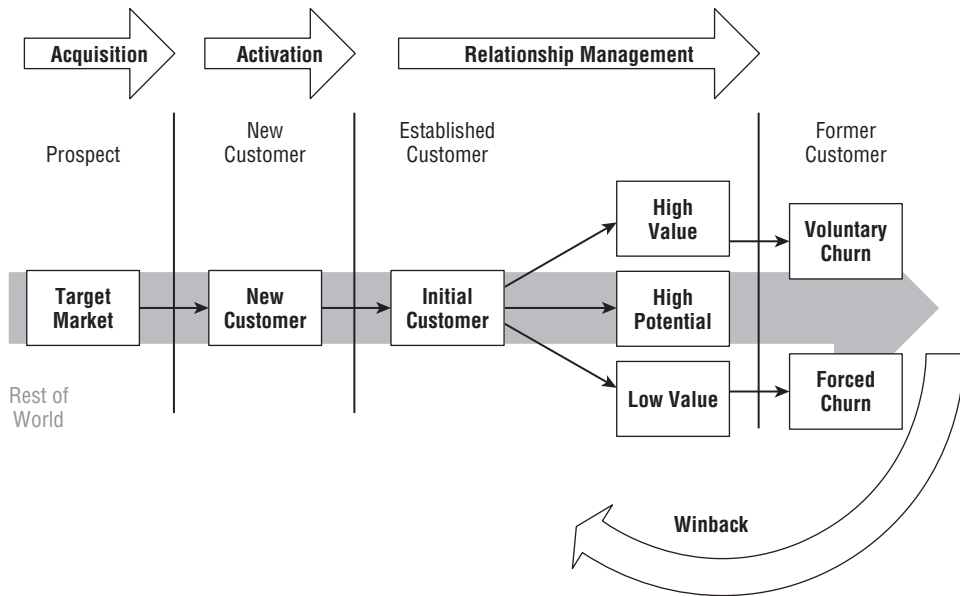 Acquisition
Activation
Relationship Management
Prospect
New
Customer
Established
Customer
Former
Customer
Target
Market
New
Customer
Initial
Customer
High
Value
High
Potential
Low Value
Voluntary
Churn
Forced
Churn
Rest of
World
Winback